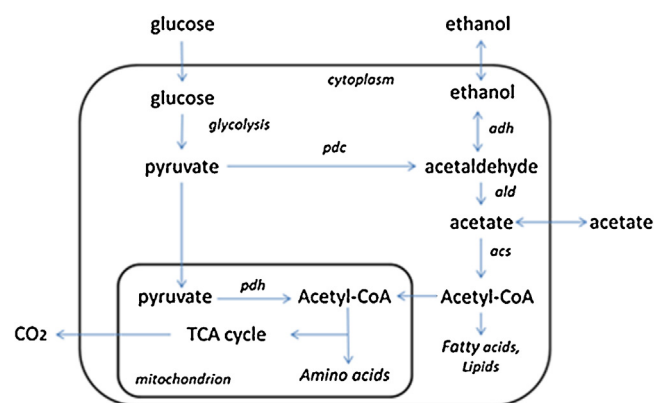 glucose ethanol
cytoplasm
glucose ethanol
glycolysis adh
pdc
pyruvate acetaldehyde
ald
acetate acetate
acs
pdh
pyruvate Acetyl-CoA Acetyl-CoA
CO2 TCA cycle
Fatty acids,
Lipids
mitochondrion Amino acids